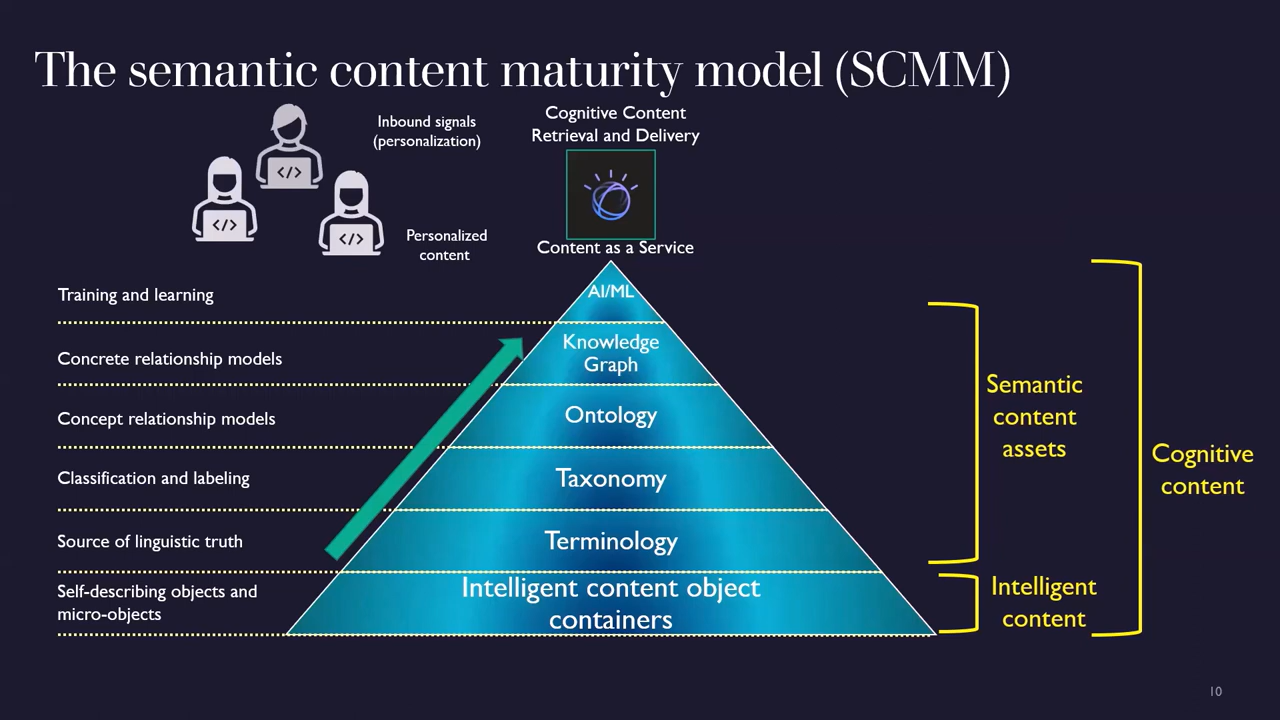 The semantic content maturity model (SCMM)
Inbound signals
(personalization)
Cognitive Content
Retrieval and Delivery
</>
</>
</>
Personalized
content
Content as a Service
Training and learning
AI/ML
Concrete relationship models
Knowledge
Graph
Concept relationship models
Ontology
Classification and labeling
Taxonomy
Source of linguistic truth
Terminology
Self-describing objects and
micro-objects
Intelligent content object
containers
Semantic
content
assets
Intelligent
content
Cognitive
content
10